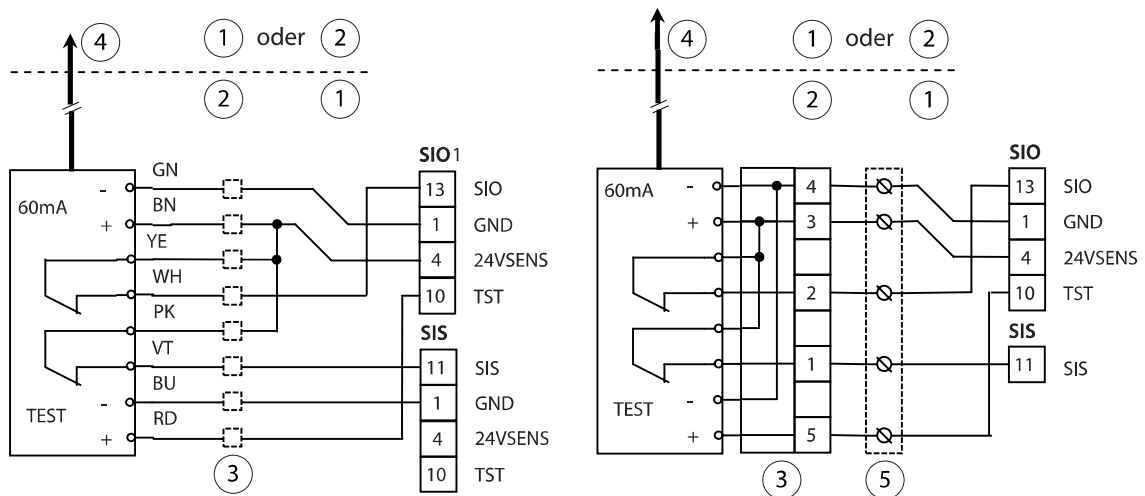 4 1 oder 2
2 1
GN
60mA - SIO 1
13 SIO
BN
+ 1 GND
YE
4 24VSENS
WH
10 TST
PK
SIS
VT
11 SIS
BU
TEST - 1 GND
RD
+ 4 24VSENS
3 10 TST
4 1 oder 2
2 1
SIO
60mA - 4 13 SIO
+ 3 1 GND
4 24VSENS
2 10 TST
SIS
1 11 SIS
TEST -
+ 5
3 5